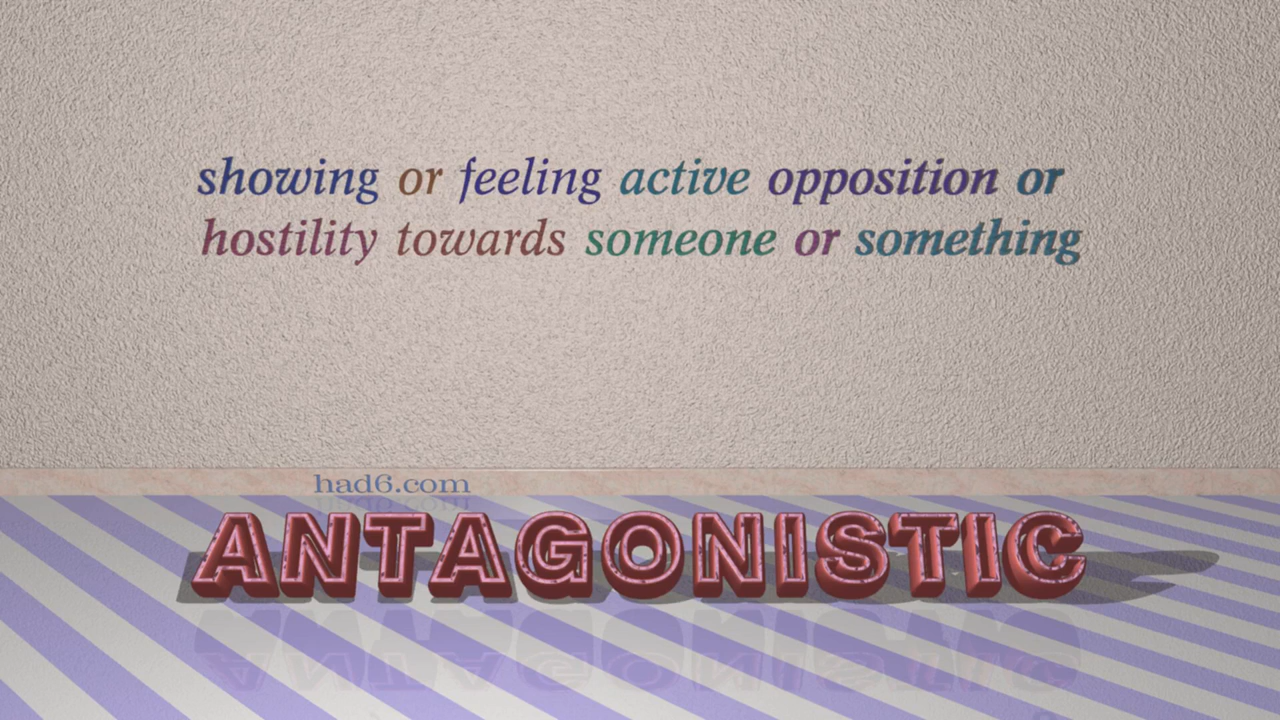 showing or feeling active opposition or
hostility towards someone or something
had6.com
ANTAGONISTIC